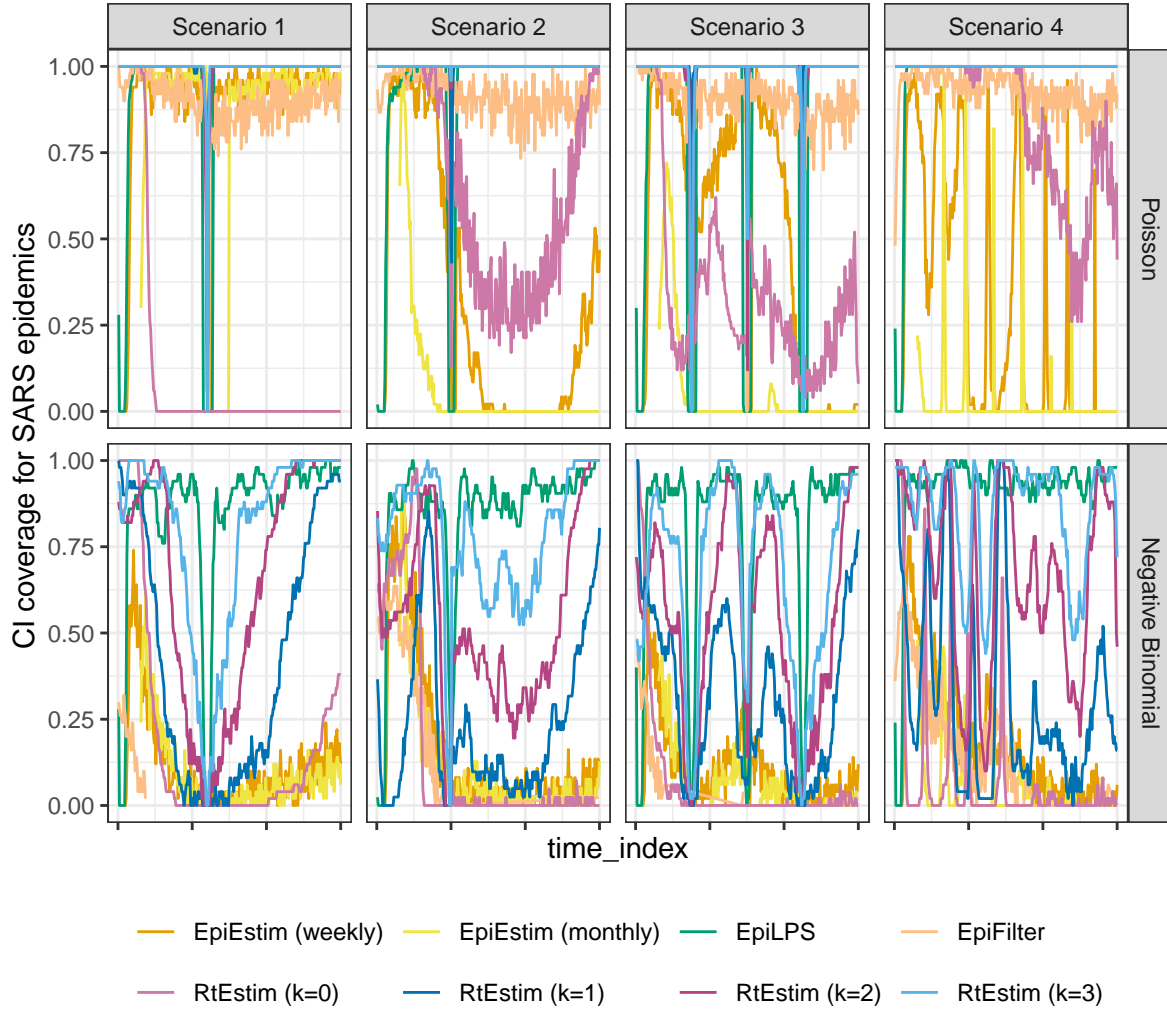 Scenario 1 Scenario 2 Scenario 3 Scenario 4
CI coverage for SARS epidemics
1.00
0.75
0.50
0.25
0.00
Poisson
1.00
0.75
0.50
0.25
0.00
Negative Binomial
time_index
EpiEstim (weekly) EpiEstim (monthly) EpiLPS EpiFilter
RtEstim (k=0) RtEstim (k=1) RtEstim (k=2) RtEstim (k=3)